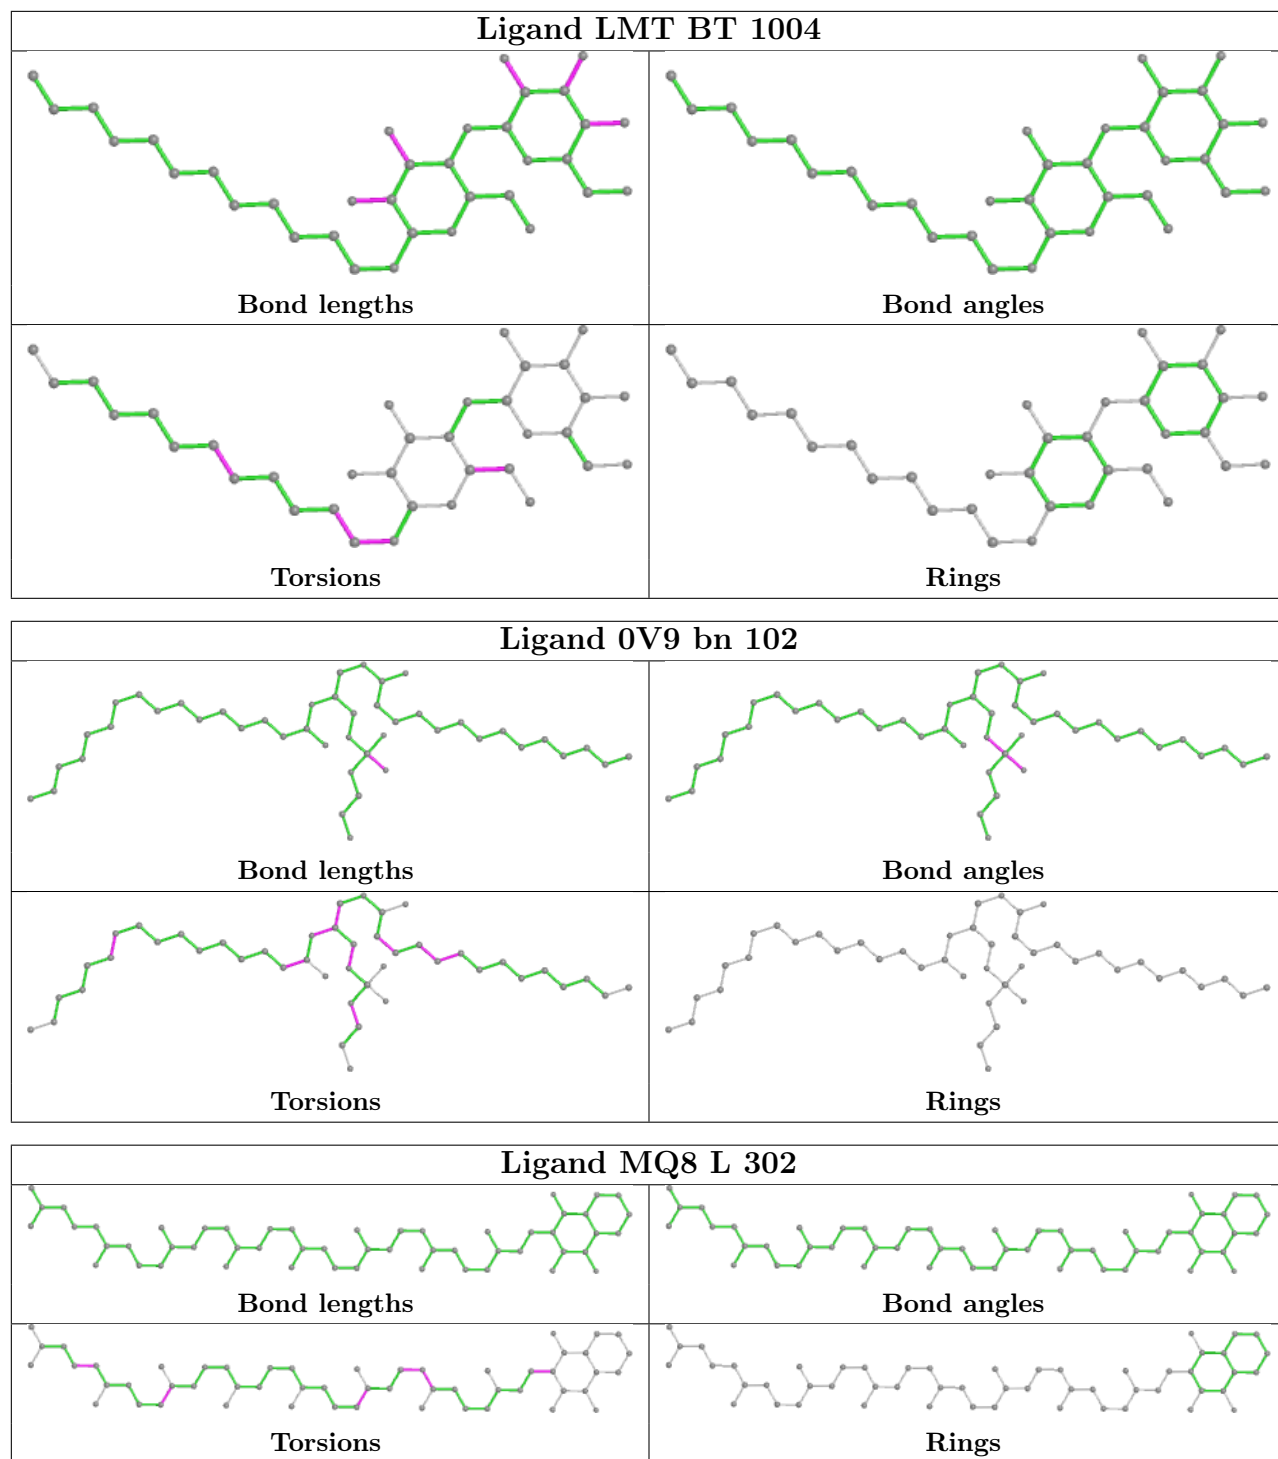 Ligand LMT BT 1004
Bond lengths
Bond angles
Torsions
Rings
Ligand 0V9 bn 102
Bond lengths
Bond angles
Torsions
Rings
Ligand MQ8 L 302
Bond lengths
Bond angles
Torsions
Rings